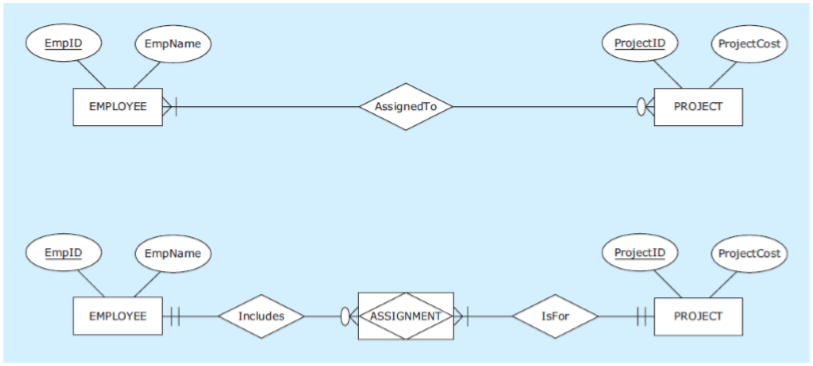 EmpID EmpName ProjectID ProjectCost
EMPLOYEE AssignedTo PROJECT
EmpID EmpName ProjectID ProjectCost
EMPLOYEE Includes ASSIGNMENT IsFor PROJECT